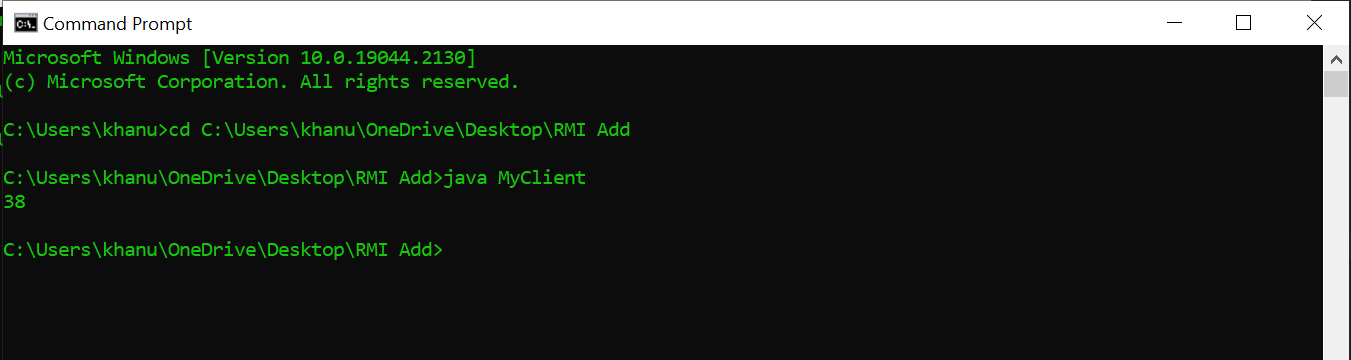 Command Prompt
Microsoft Windows [Version 10.0.19044.2130]
(c) Microsoft Corporation. All rights reserved.
C:\Users\khanu>cd C:\Users\khanu\OneDrive\Desktop\RMI Add
C:\Users\khanu\OneDrive\Desktop\RMI Add>java MyClient
38
C:\Users\khanu\OneDrive\Desktop\RMI Add>